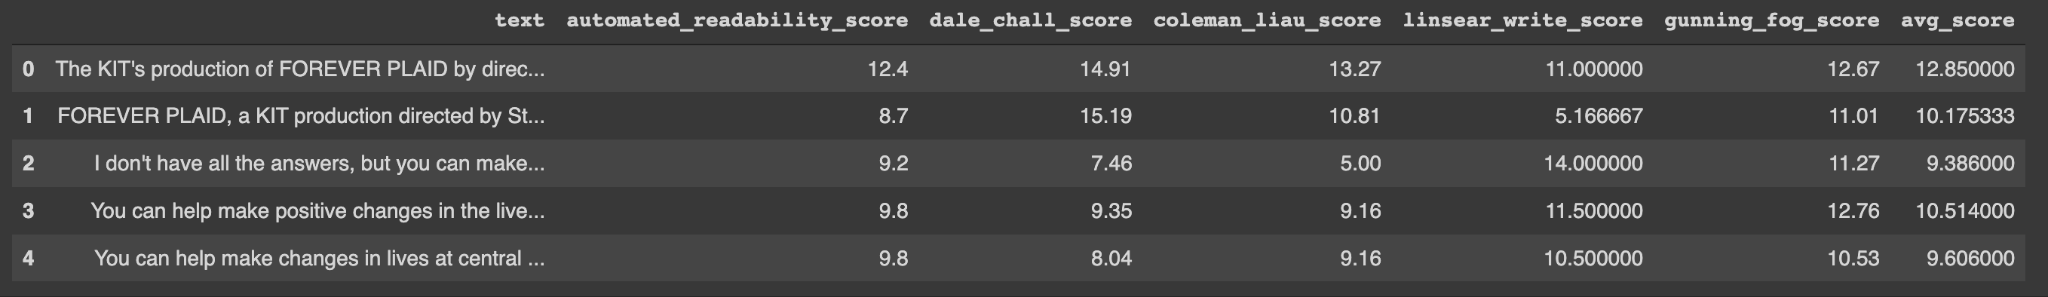 text automated_readability_score dale_chall_score coleman_liau_score linsear_write_score gunning_fog_score avg_score
0 The KIT's production of FOREVER PLAID by direc... 12.4 14.91 13.27 11.000000 12.67 12.850000
1 FOREVER PLAID, a KIT production directed by St... 8.7 15.19 10.81 5.166667 11.01 10.175333
2 I don't have all the answers, but you can make... 9.2 7.46 5.00 14.000000 11.27 9.386000
3 You can help make positive changes in the live... 9.8 9.35 9.16 11.500000 12.76 10.514000
4 You can help make changes in lives at central ... 9.8 8.04 9.16 10.500000 10.53 9.606000